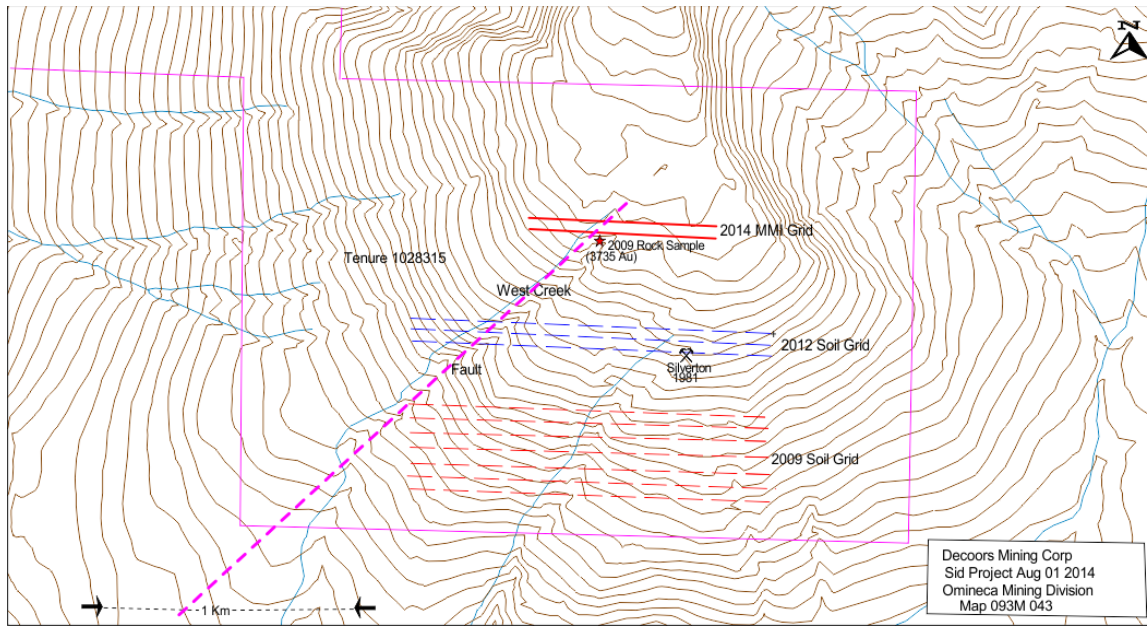 N
2014 MMI Grid
2009 Rock Sample
(3735 Au)
Tenure 1028315
West Creek
2012 Soil Grid
Silverton
1981
Fault
2009 Soil Grid
Decoors Mining Corp
Sid Project Aug 01 2014
Omineca Mining Division
Map 093M 043
1 Km